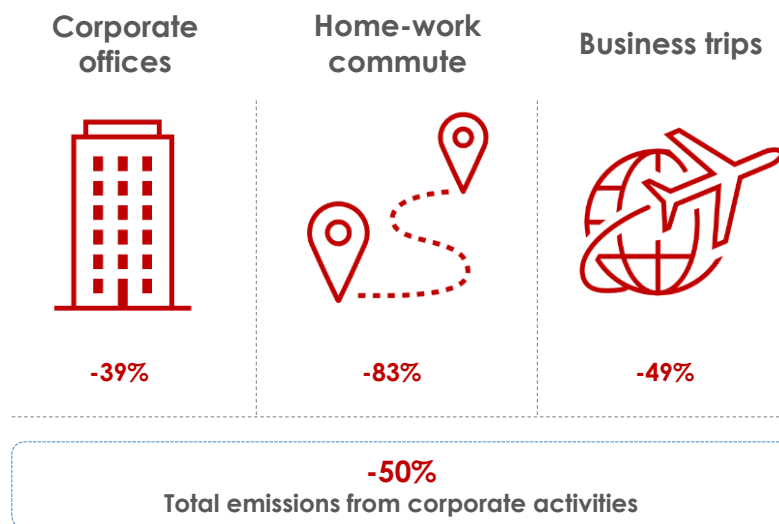 Corporate
offices
Home-work
commute
Business trips
-39%
-83%
-49%
-50%
Total emissions from corporate activities